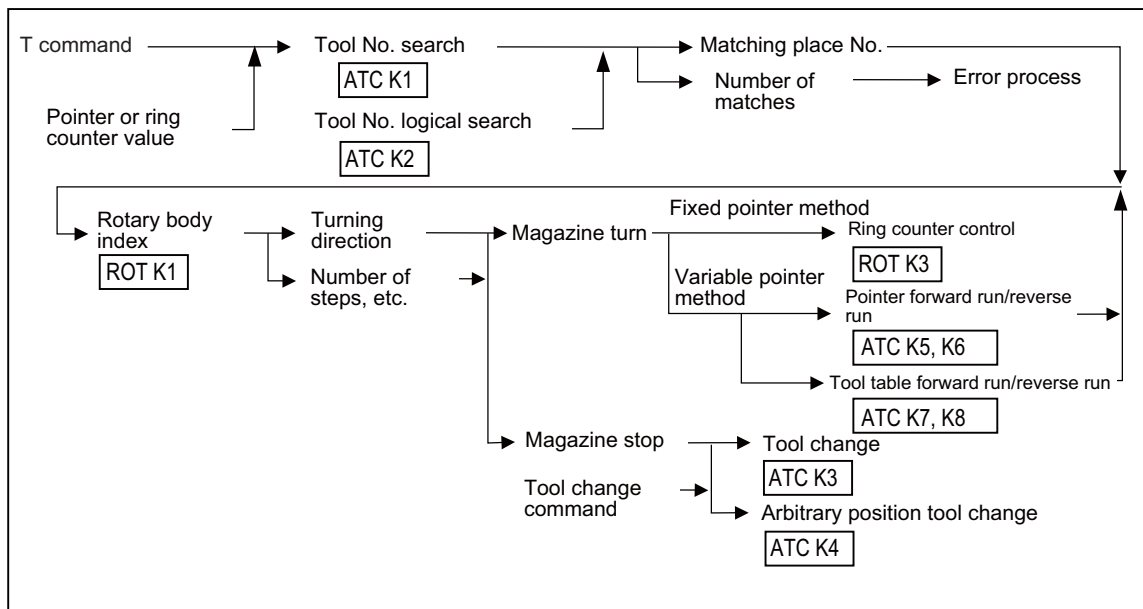 T command
Tool No. search
Matching place No.
ATC K1
Number of
matches
Error process
Pointer or ring
counter value
Tool No. logical search
ATC K2
Rotary body
index
ROT K1
Turning
direction
Number of
steps, etc.
Magazine turn
Fixed pointer method
Ring counter control
ROT K3
Variable pointer
method
Pointer forward run/reverse
run
ATC K5, K6
Tool table forward run/reverse run
ATC K7, K8
Magazine stop
Tool change
ATC K3
Tool change
command
Arbitrary position tool change
ATC K4